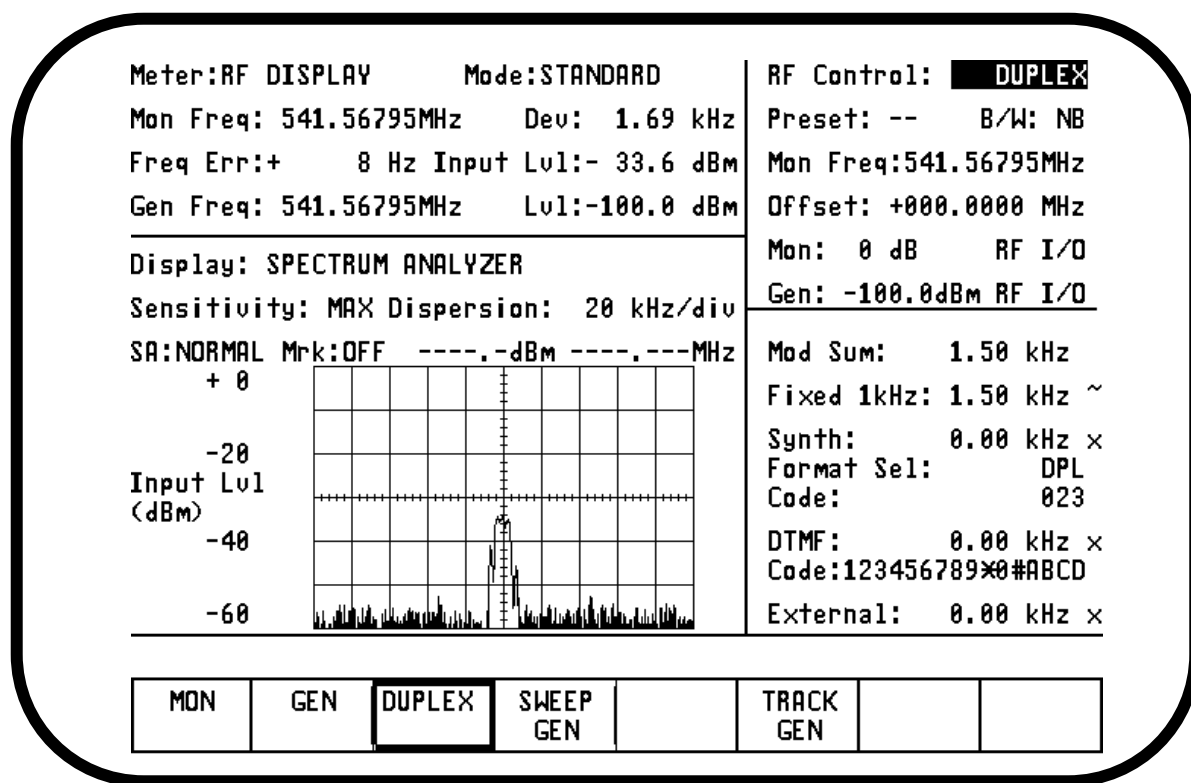 Meter:RF DISPLAY Mode:STANDARD
Mon Freq: 541.56795MHz Dev: 1.69 kHz
Freq Err:+ 8 Hz Input Lvl:- 33.6 dBm
Gen Freq: 541.56795MHz Lvl:-100.0 dBm
Display: SPECTRUM ANALYZER
Sensitivity: MAX Dispersion: 20 kHz/div
SA:NORMAL Mrk:OFF ----.-dBm ----.---MHz
+ 0
-20
Input Lvl
(dBm)
-40
-60
RF Control: DUPLEX
Preset: -- B/W: NB
Mon Freq:541.56795MHz
Offset: +000.0000 MHz
Mon: 0 dB RF I/O
Gen: -100.0dBm RF I/O
Mod Sum: 1.50 kHz
Fixed 1kHz: 1.50 kHz ~
Synth: 0.00 kHz x
Format Sel: DPL
Code: 023
DTMF: 0.00 kHz x
Code:123456789*0#ABCD
External: 0.00 kHz x
MON
GEN
DUPLEX
SWEEP
GEN
TRACK
GEN